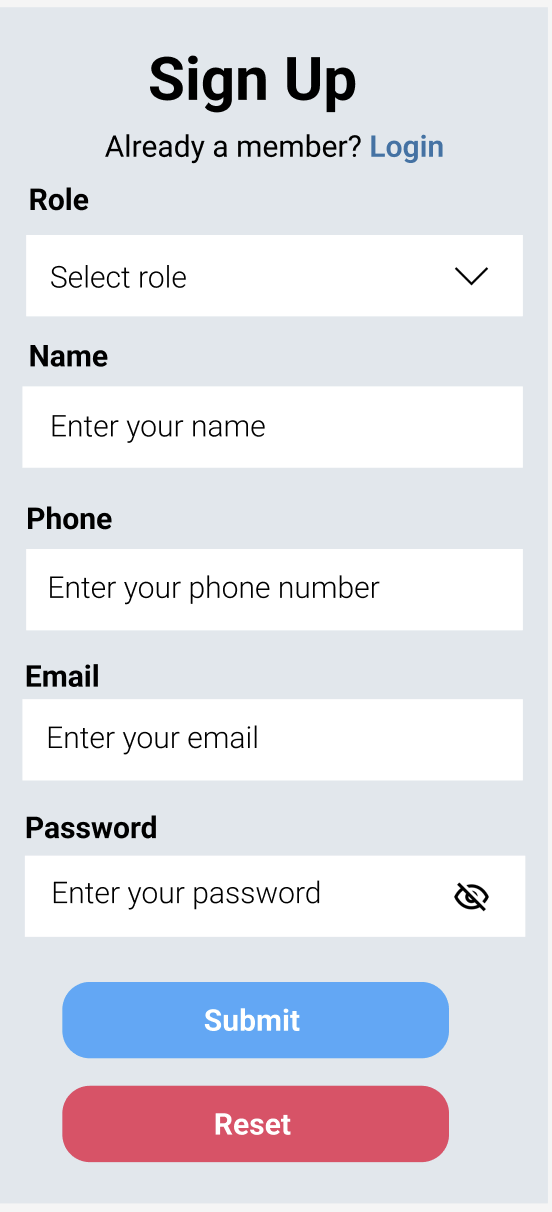 Sign Up
Already a member? Login
Role
Select role
Name
Enter your name
Phone
Enter your phone number
Email
Enter your email
Password
Enter your password
Submit
Reset